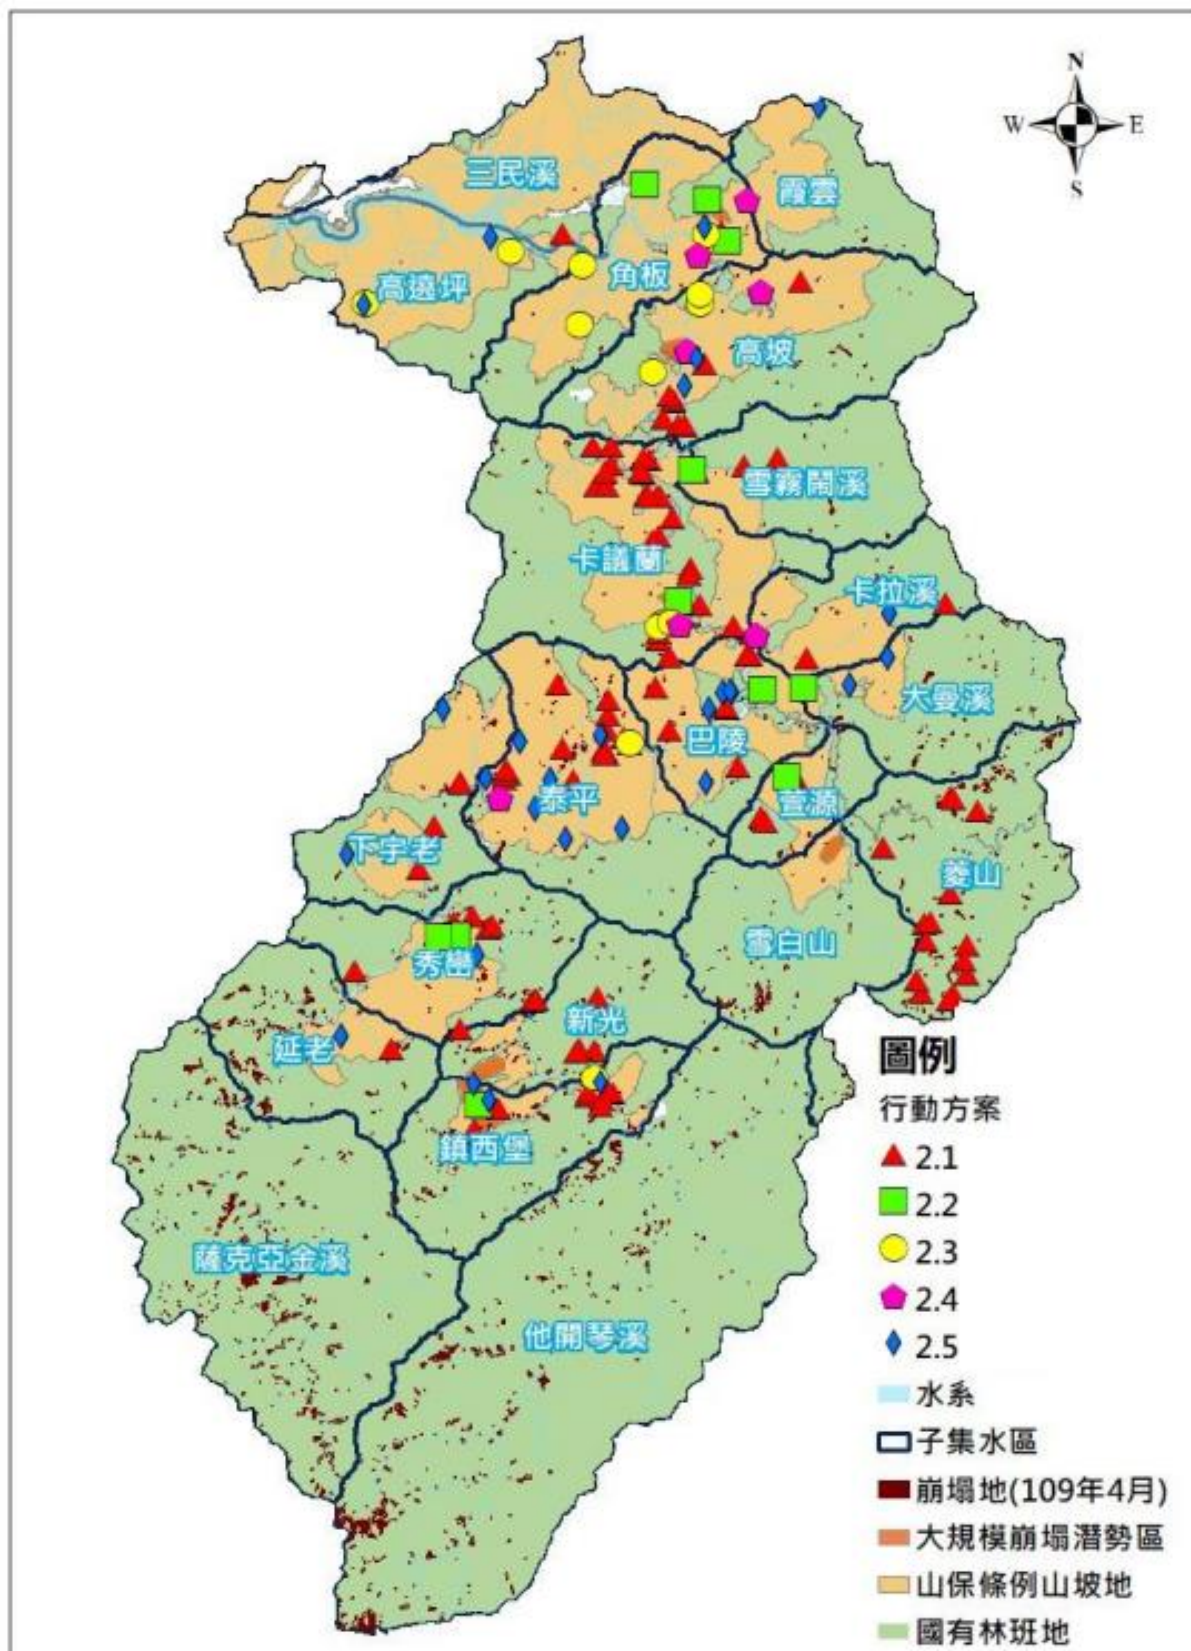 N
W
E
S
三民溪
霞雲
高遶坪
角板
高坡
雪霧鬧溪
卡議蘭
卡拉溪
大曼溪
巴陵
泰平
萱源
下宇老
菱山
秀巒
雪白山
新光
延老
鎮西堡
薩克亞金溪
他開琴溪
圖例
行動方案
2.1
2.2
2.3
2.4
2.5
水系
子集水區
崩塌地(109年4月)
大規模崩塌潛勢區
山保條例山坡地
國有林班地